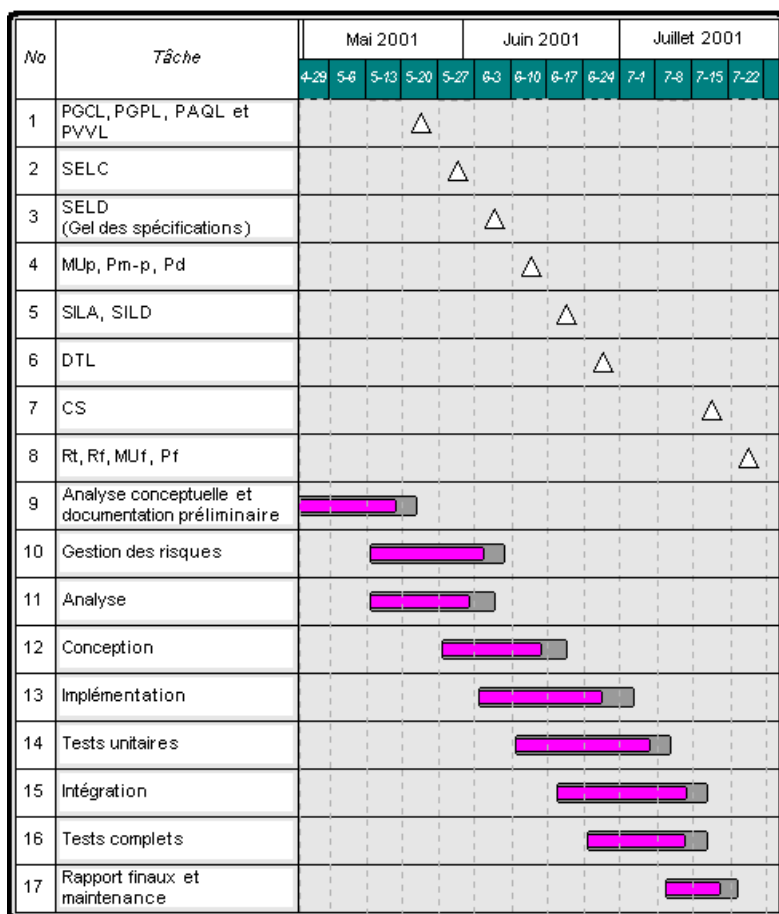 No
Tâche
Mai 2001
Juin 2001
Juillet 2001
4-29 5-6 5-13 5-20 5-27 6-3 6-10 6-17 6-24 7-1 7-8 7-15 7-22
1
PGCL, PGPL, PAQL et
PVVL
2
SELC
3
SELD
(Gel des spécifications)
4
MUp, Pm-p, Pd
5
SILA, SILD
6
DTL
7
CS
8
Rt, Rf, MUf, Pf
9
Analyse conceptuelle et
documentation préliminaire
10
Gestion des risques
11
Analyse
12
Conception
13
Implémentation
14
Tests unitaires
15
Intégration
16
Tests complets
17
Rapport finaux et
maintenance